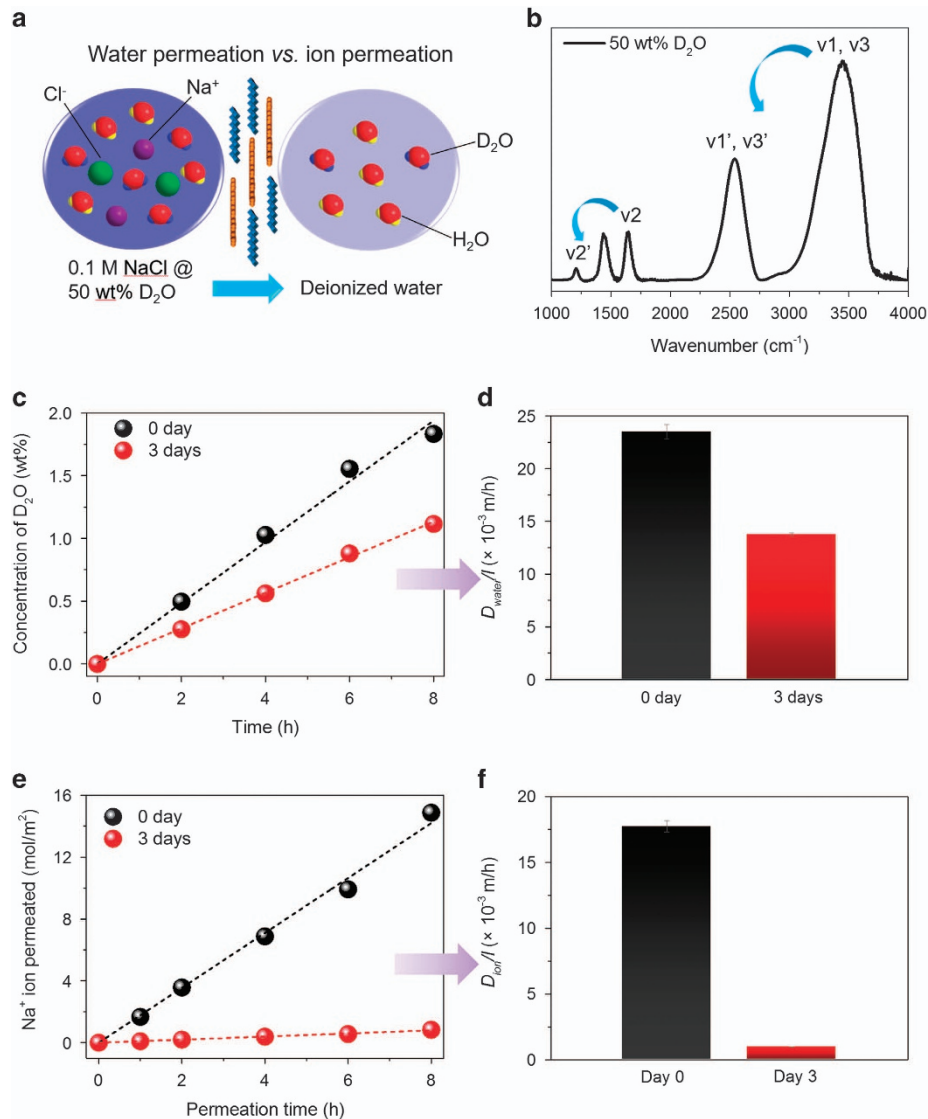 a
Water permeation vs. ion permeation
Cl-
Na+
D2O
H2O
0.1 M NaCl @
50 wt% D2O
Deionized water
b
50 wt% D2O
v1, v3
v1’, v3’
v2
v2’
1000 1500 2000 2500 3000 3500 4000
Wavenumber (cm-1)
c
0 day
3 days
Concentration of D2O (wt%)
2.0
1.5
1.0
0.5
0.0
0 2 4 6 8
Time (h)
d
Dwater/l (× 10-3 m/h)
25
20
15
10
5
0
0 day 3 days
e
0 day
3 days
Na+ ion permeated (mol/m2)
16
12
8
4
0
0 2 4 6 8
Permeation time (h)
f
Dion/l (× 10-3 m/h)
20
15
10
5
0
Day 0 Day 3